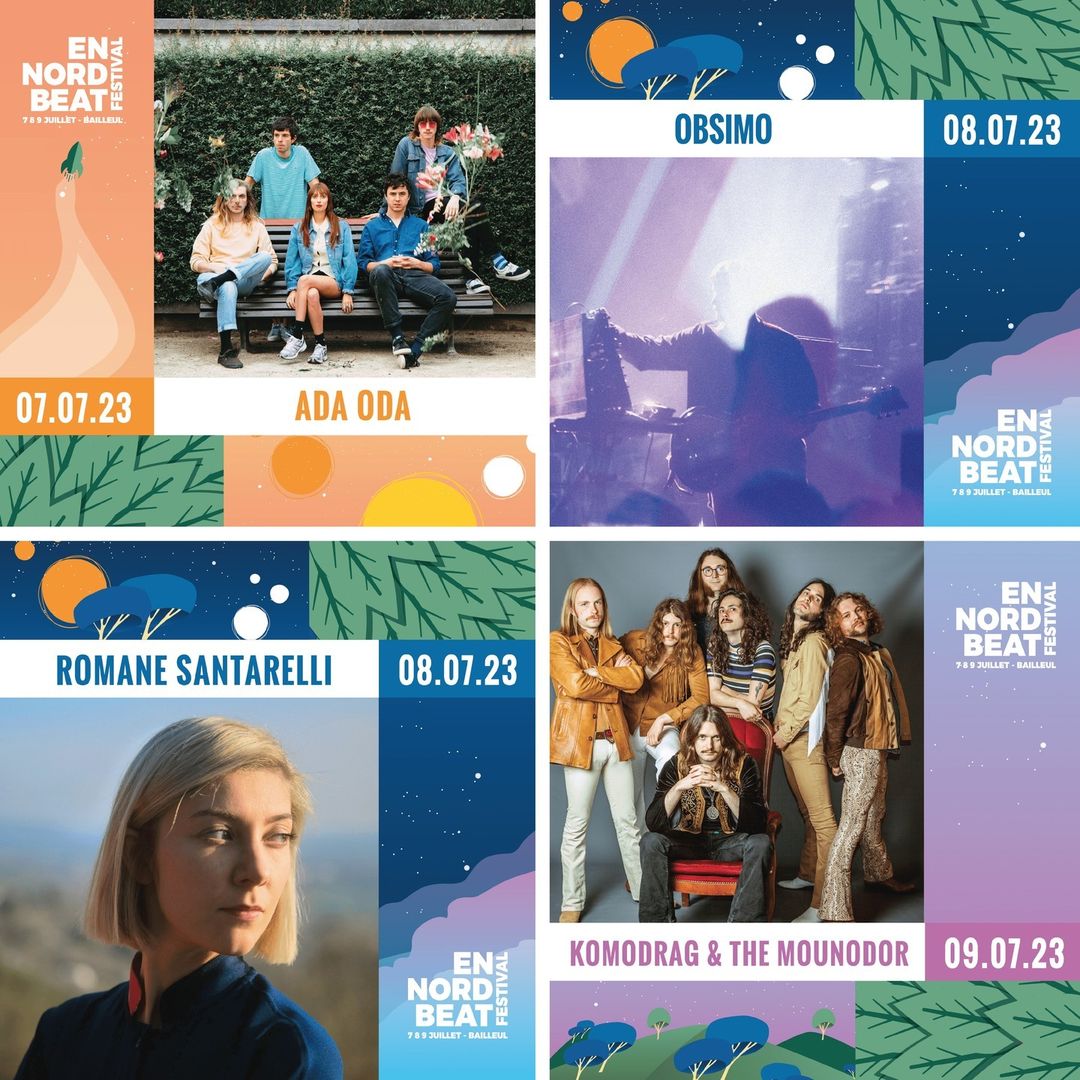 EN
NORD
BEAT
FESTIVAL
7 8 9 JUILLET - BAILLEUL
07.07.23
ADA ODA
OBSIMO
08.07.23
EN
NORD
BEAT
FESTIVAL
7 8 9 JUILLET - BAILLEUL
ROMANE SANTARELLI
08.07.23
EN
NORD
BEAT
FESTIVAL
7 8 9 JUILLET - BAILLEUL
EN
NORD
BEAT
FESTIVAL
7 8 9 JUILLET - BAILLEUL
KOMODRAG & THE MOUNODOR
09.07.23